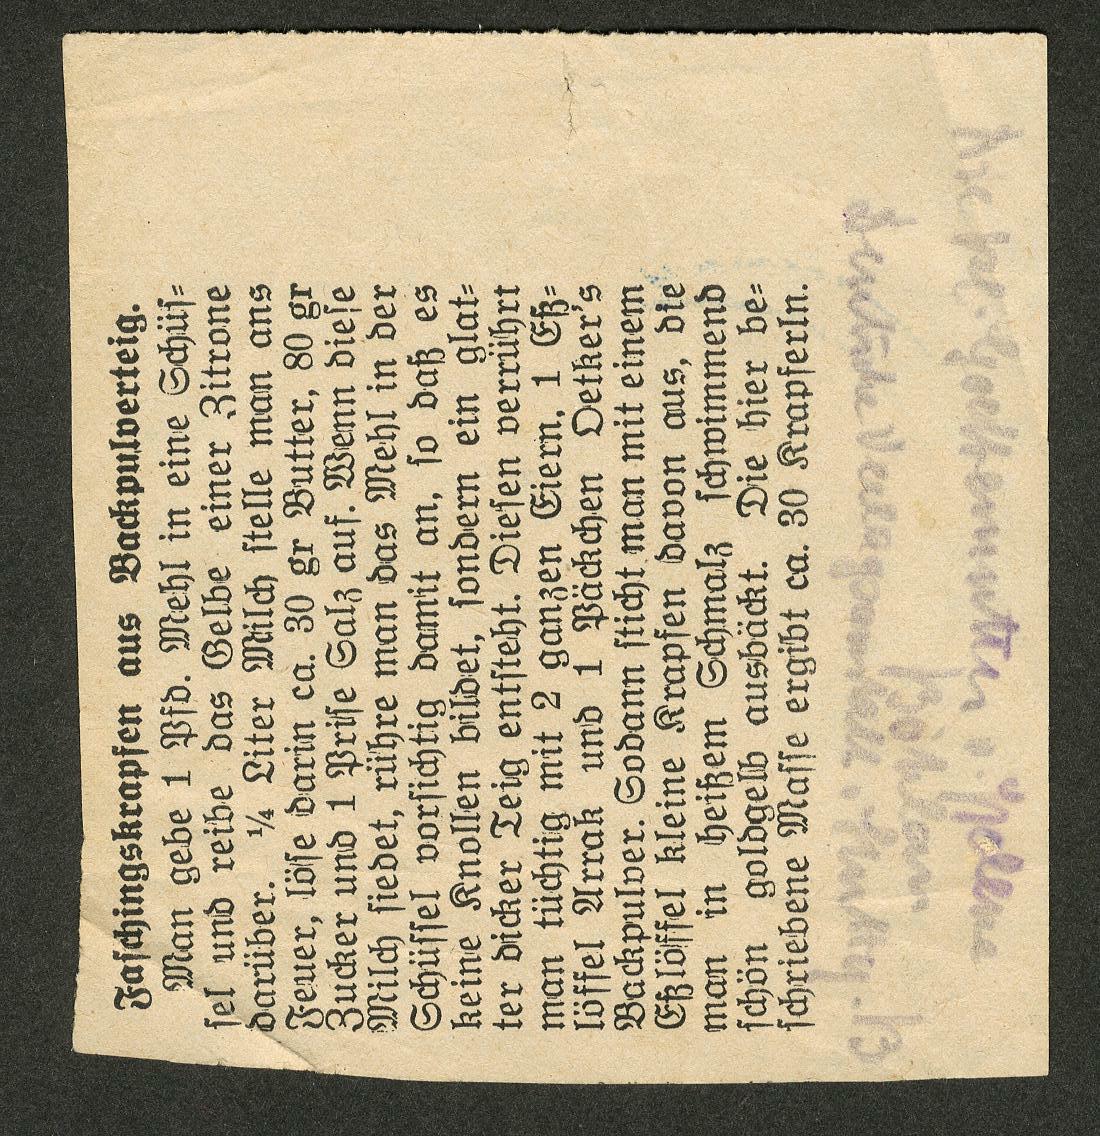 Faschingskrapfen aus Backpulverteig.
Man gebe 1 Pfd. Mehl in eine Schüs=
sel und reibe das Gelbe einer Zitrone
darüber. ¼ Liter Milch stelle man ans
Feuer, löse darin ca. 30 gr Butter, 80 gr
Zucker und 1 Prise Salz auf. Wenn diese
Milch siedet, rühre man das Mehl in der
Schüssel vorsichtig damit an, so daß es
keine Knollen bildet, sondern ein glat=
ter dicker Teig entsteht. Diesen verrührt
man tüchtig mit 2 ganzen Eiern, 1 Eß=
löffel Arrak und 1 Päckchen Oetker's
Backpulver. Sodann sticht man mit einem
Eßlöffel kleine Krapfen davon aus, die
man in heißem Schmalz schwimmend
schön goldgelb ausbäckt. Die hier be=
schriebene Masse ergibt ca. 30 Krapferln.